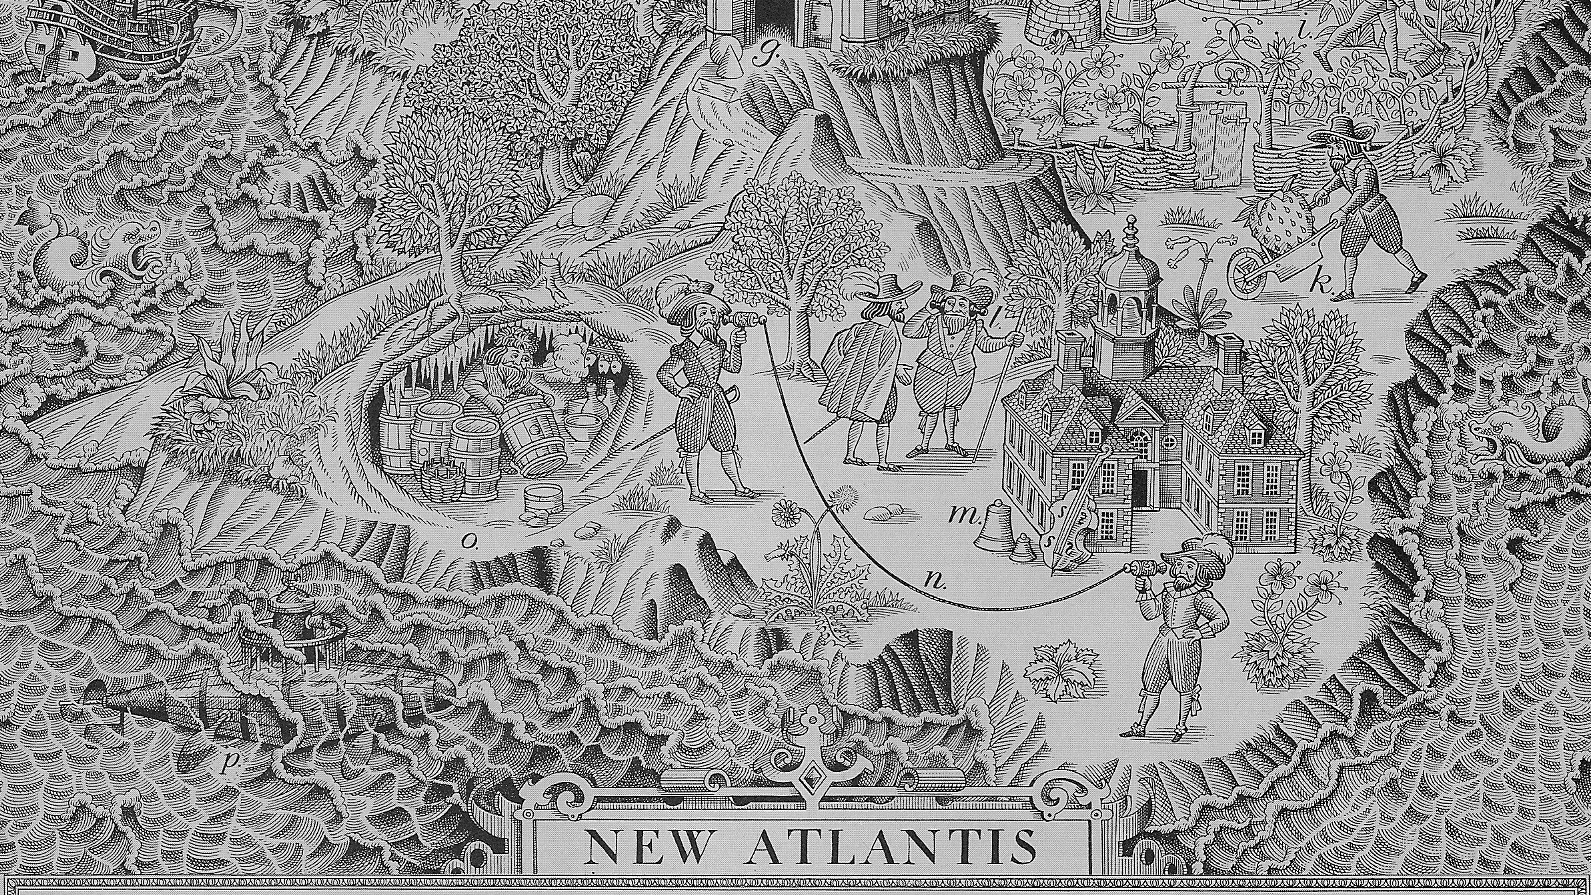 l.
g.
k.
l.
m.
n.
o.
p.
NEW ATLANTIS